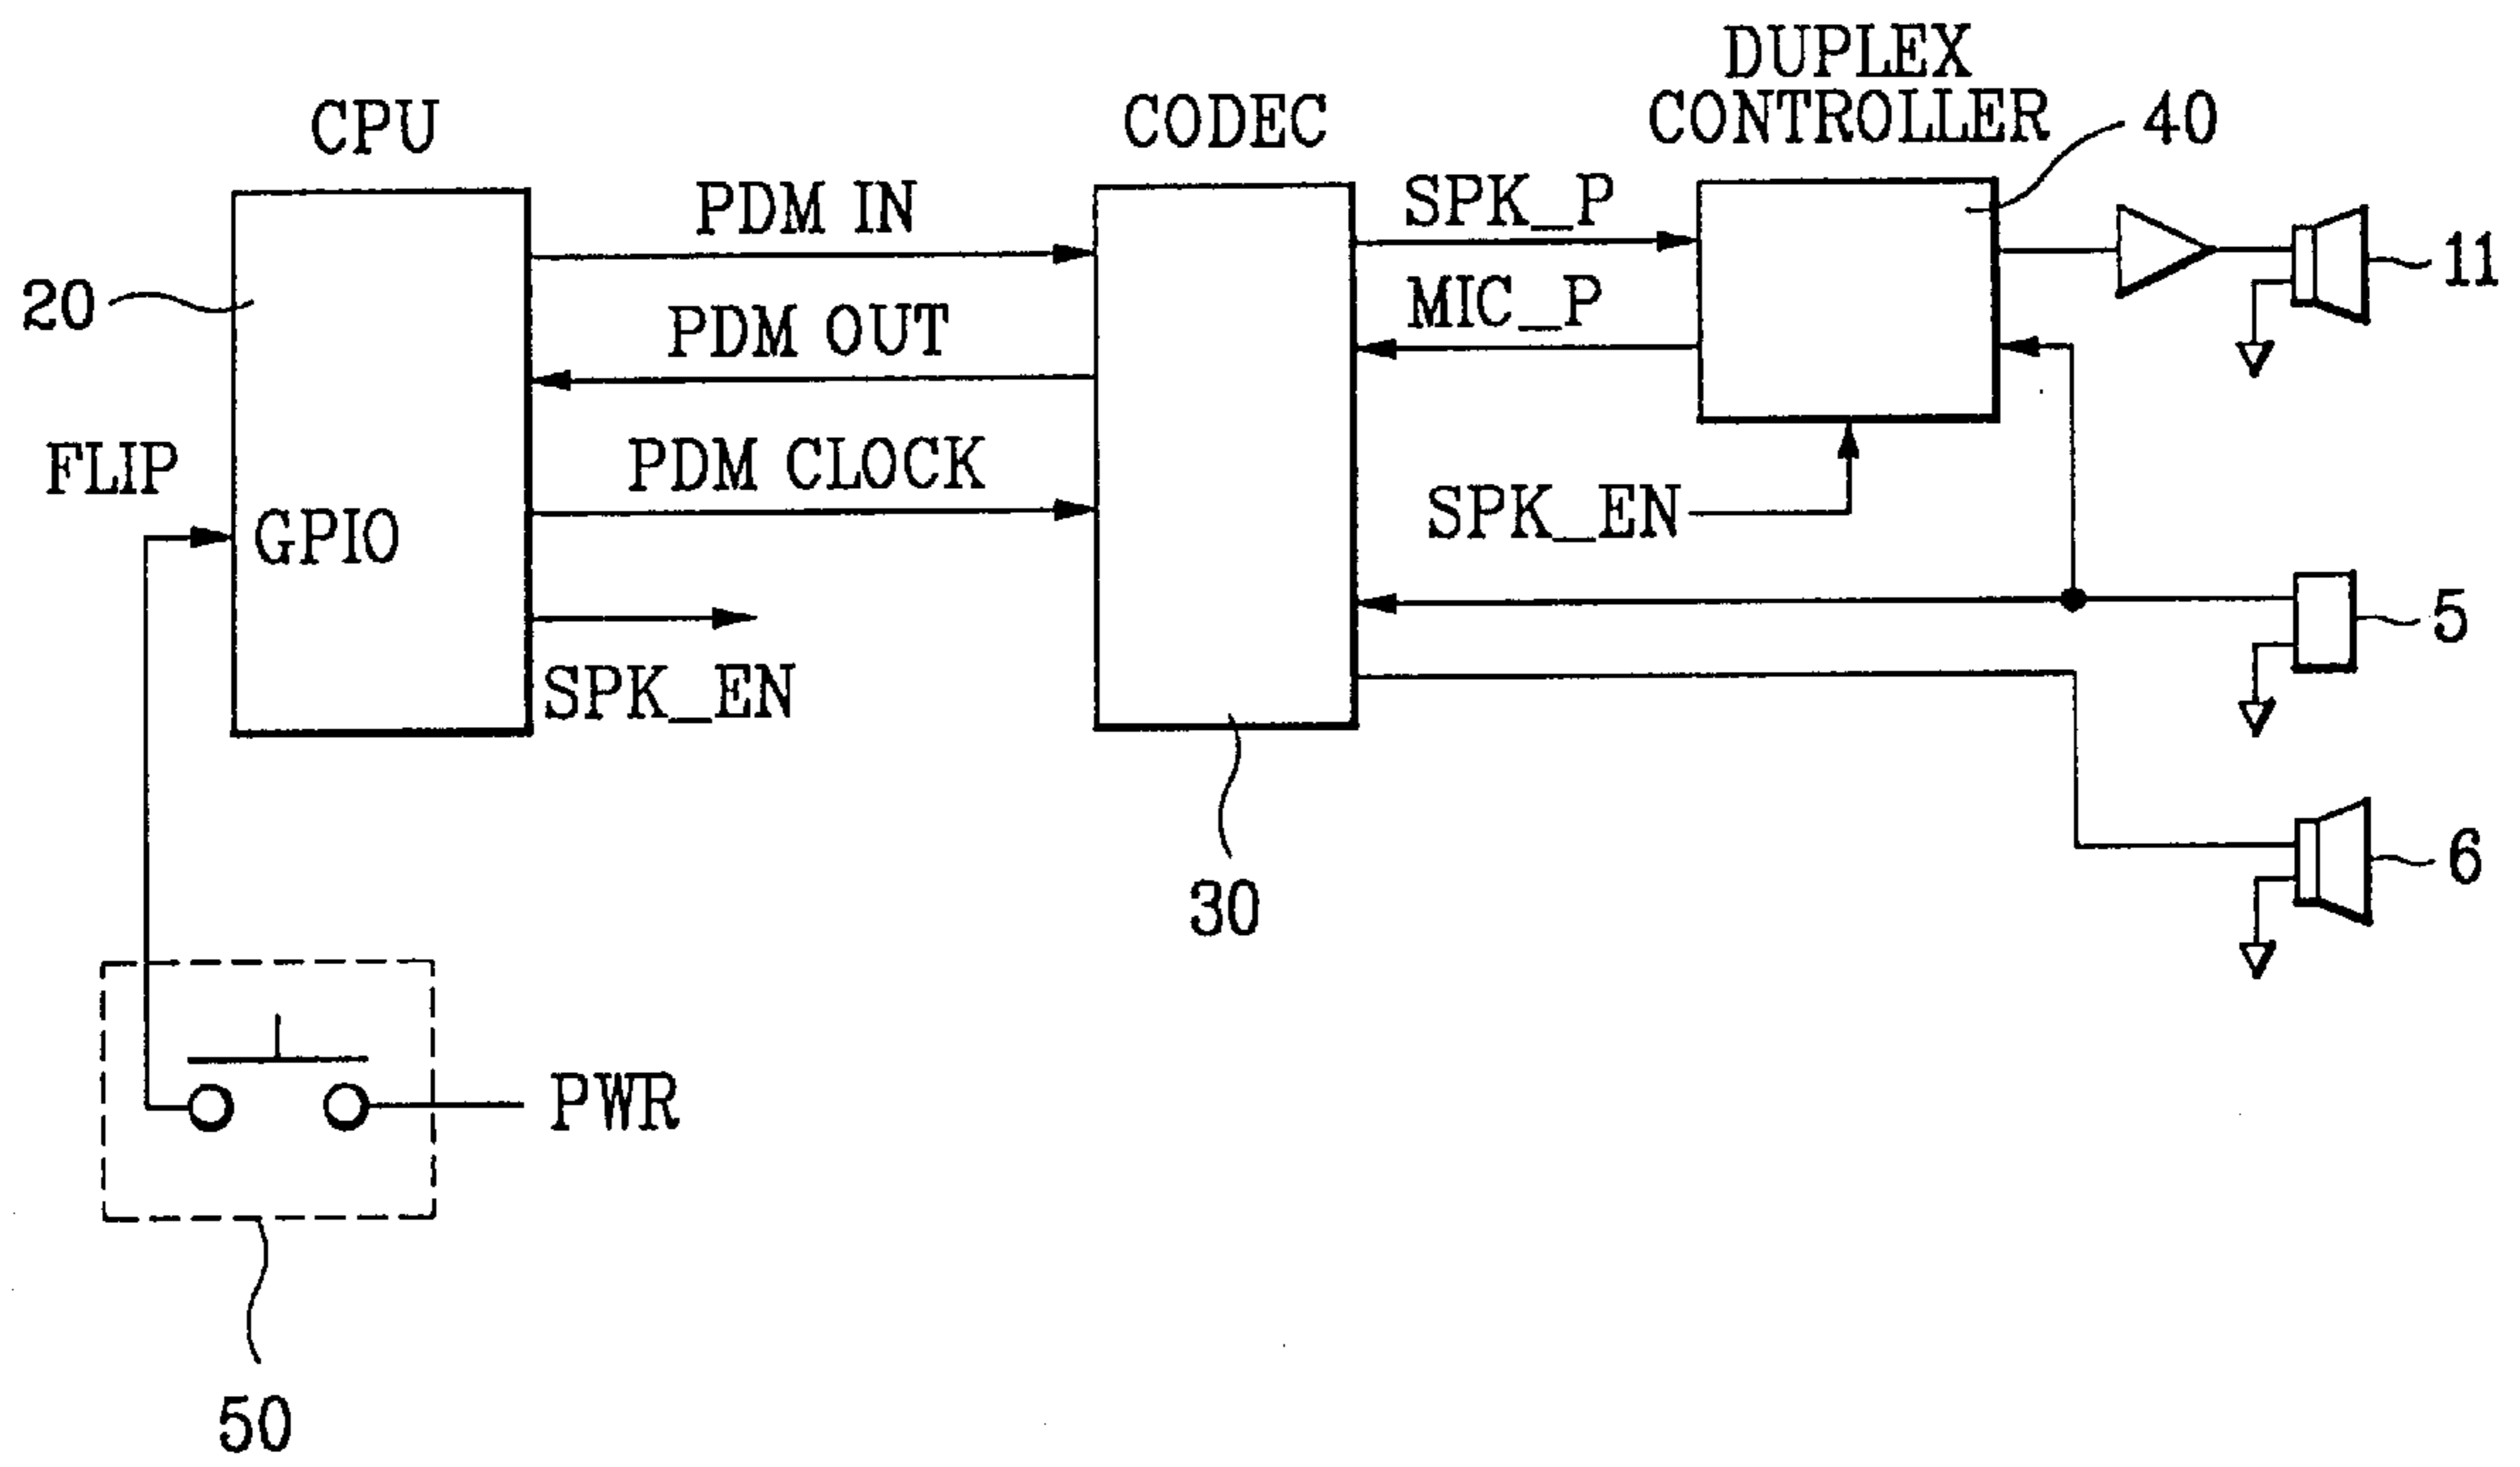 DUPLEX
CONTROLLER
CPU
CODEC
40
PDM IN
SPK_P
20
PDM OUT
MIC_P
11
FLIP
PDM CLOCK
GPIO
SPK_EN
5
SPK_EN
30
6
PWR
50